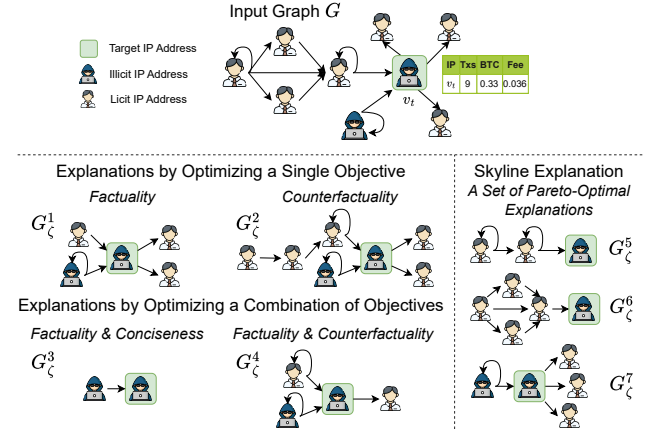 Input Graph G
Target IP Address
Illicit IP Address
Licit IP Address
IP Txs BTC Fee
v_t 9 0.33 0.036
v_t
Explanations by Optimizing a Single Objective
Factuality
Counterfactuality
G_ζ^1
G_ζ^2
Explanations by Optimizing a Combination of Objectives
Factuality & Conciseness
Factuality & Counterfactuality
G_ζ^3
G_ζ^4
Skyline Explanation
A Set of Pareto-Optimal
Explanations
G_ζ^5
G_ζ^6
G_ζ^7